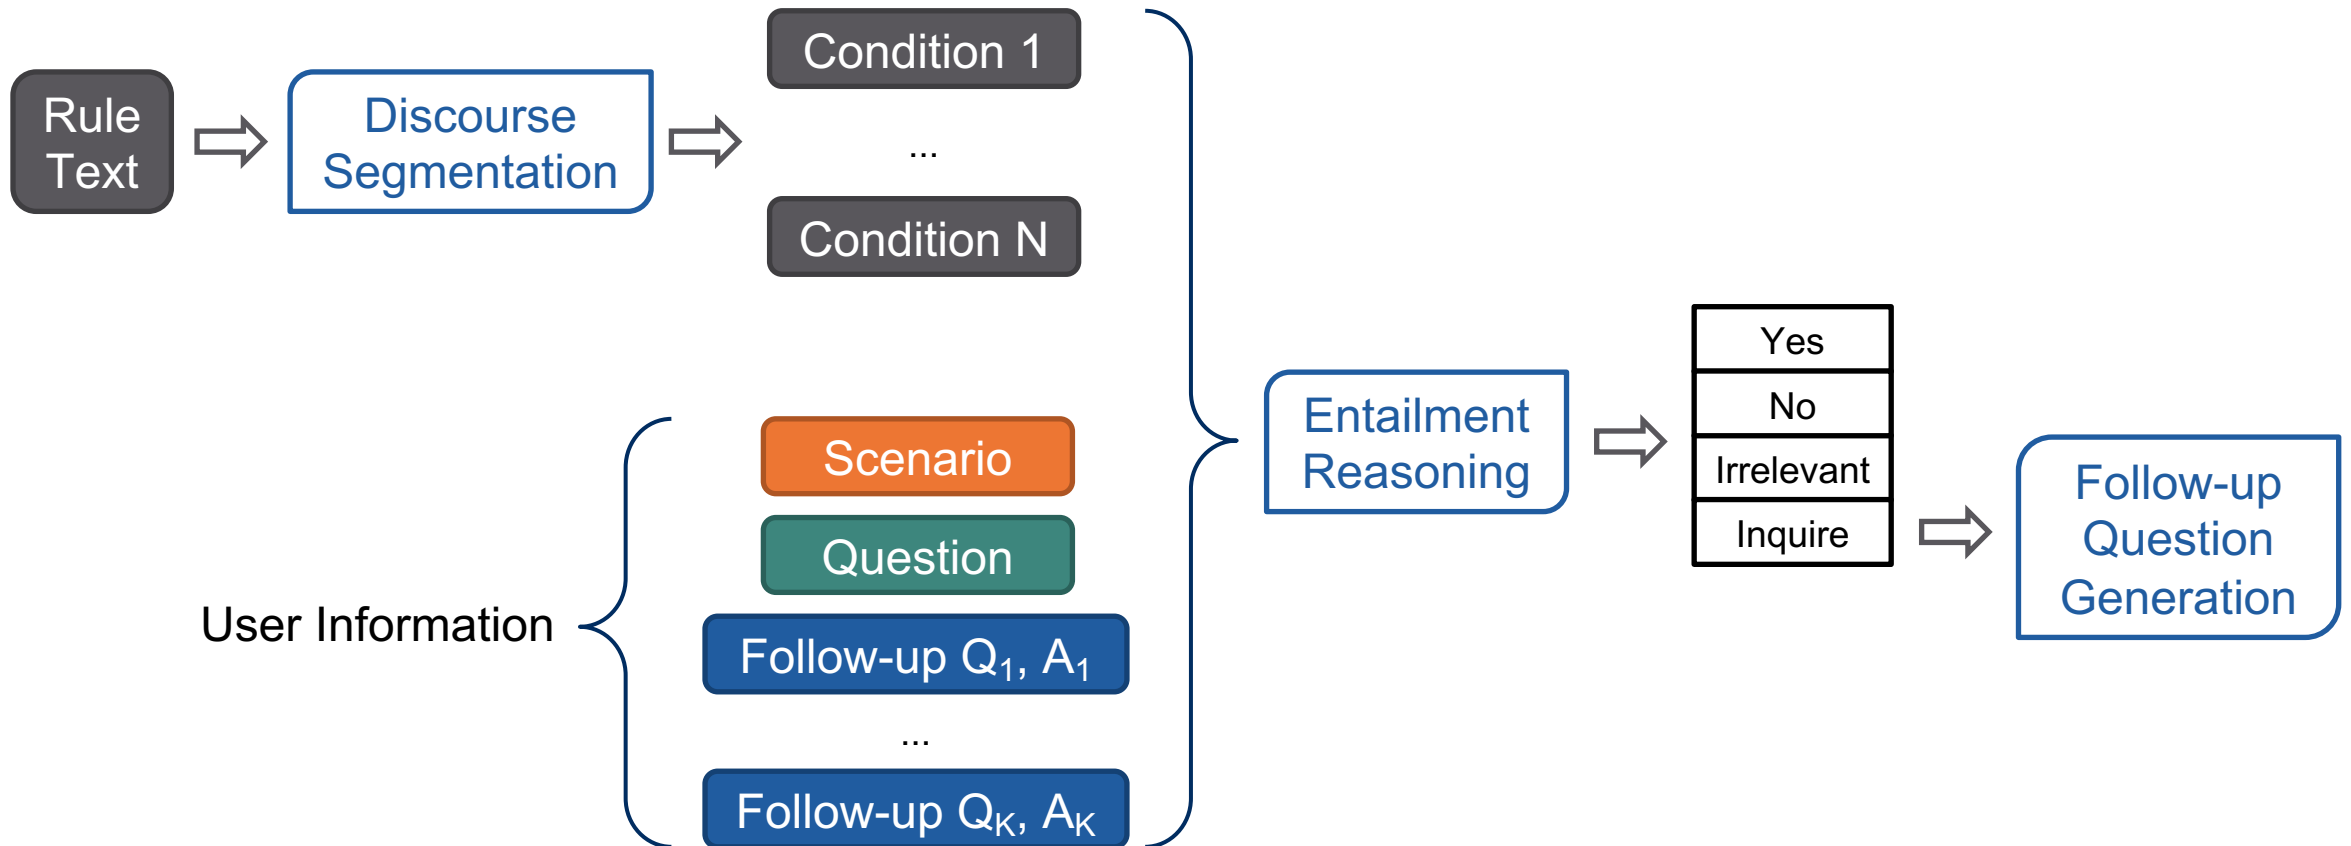 Rule
Text
Discourse
Segmentation
Condition 1
...
Condition N
User Information
Scenario
Question
Follow-up Q₁, A₁
...
Follow-up Qₖ, Aₖ
Entailment
Reasoning
Yes
No
Irrelevant
Inquire
Follow-up
Question
Generation